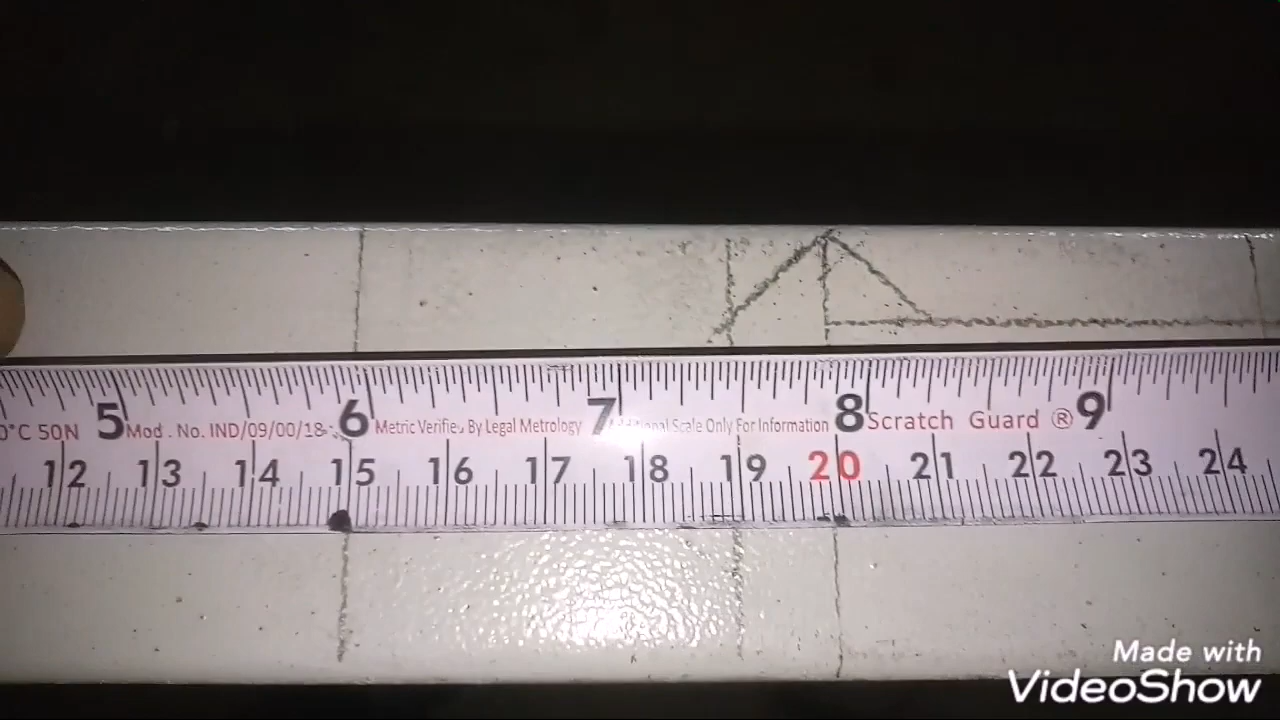 5 6 7 8 9
0°C 50N Mod . No. IND/09/00/18 Metric Verified By Legal Metrology Scale Only For Information Scratch Guard ®
12 13 14 15 16 17 18 19 20 21 22 23 24
Made with
VideoShow